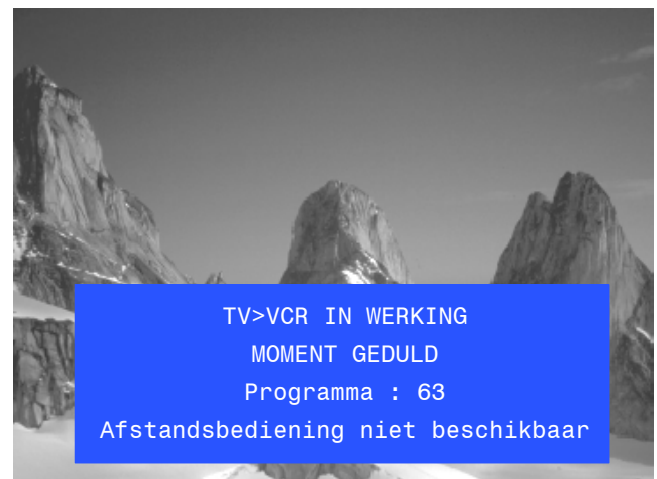 TV>VCR IN WERKING
MOMENT GEDULD
Programma : 63
Afstandsbediening niet beschikbaar